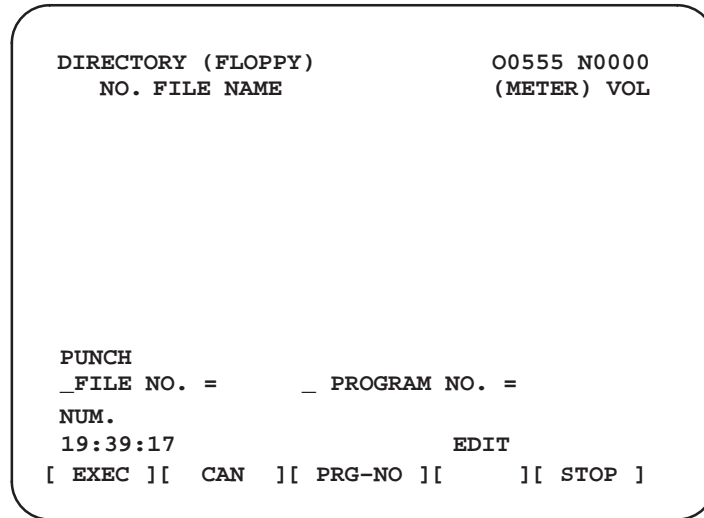 DIRECTORY (FLOPPY) O0555 N0000
NO. FILE NAME (METER) VOL
PUNCH
_FILE NO. = _ PROGRAM NO. =
NUM.
19:39:17 EDIT
[ EXEC ][ CAN ][ PRG-NO ][ ][ STOP ]